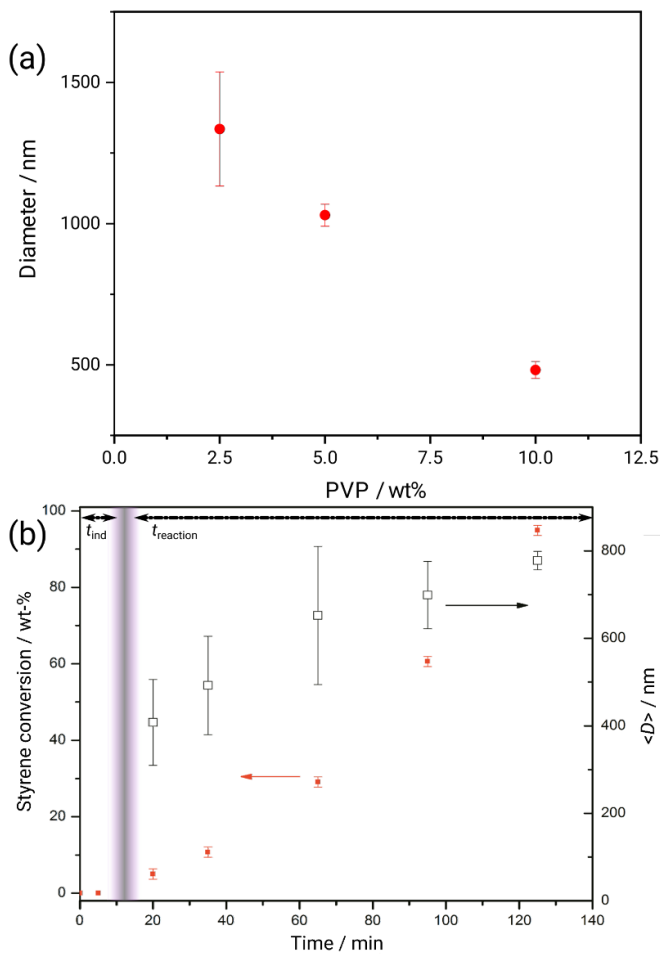 (a)
1500
1000
500
Diameter / nm
0.0 2.5 5.0 7.5 10.0 12.5
PVP / wt%
(b)
tind
treaction
100
80
60
40
20
0
Styrene conversion / wt-%
800
600
400
200
0
<D> / nm
0 20 40 60 80 100 120 140
Time / min